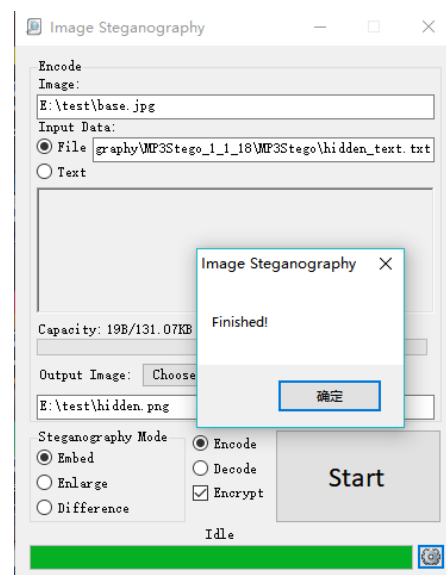 Image Steganography
Encode
Image:
E:\test\base.jpg
Input Data:
File graphy\MP3Stego_1_1_18\MP3Stego\hidden_text.txt
Text
Image Steganography
Finished!
确定
Capacity: 19B/131.07KB
Output Image: Choose
E:\test\hidden.png
Steganography Mode
Embed
Enlarge
Difference
Encode
Decode
Encrypt
Start
Idle